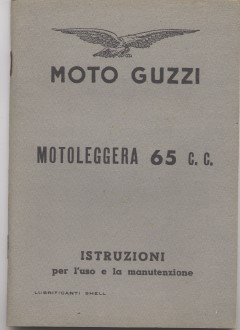 MOTO GUZZI
MOTOLEGGERA 65 C. C.
ISTRUZIONI
per l'uso e la manutenzione
LUBRIFICANTI SHELL